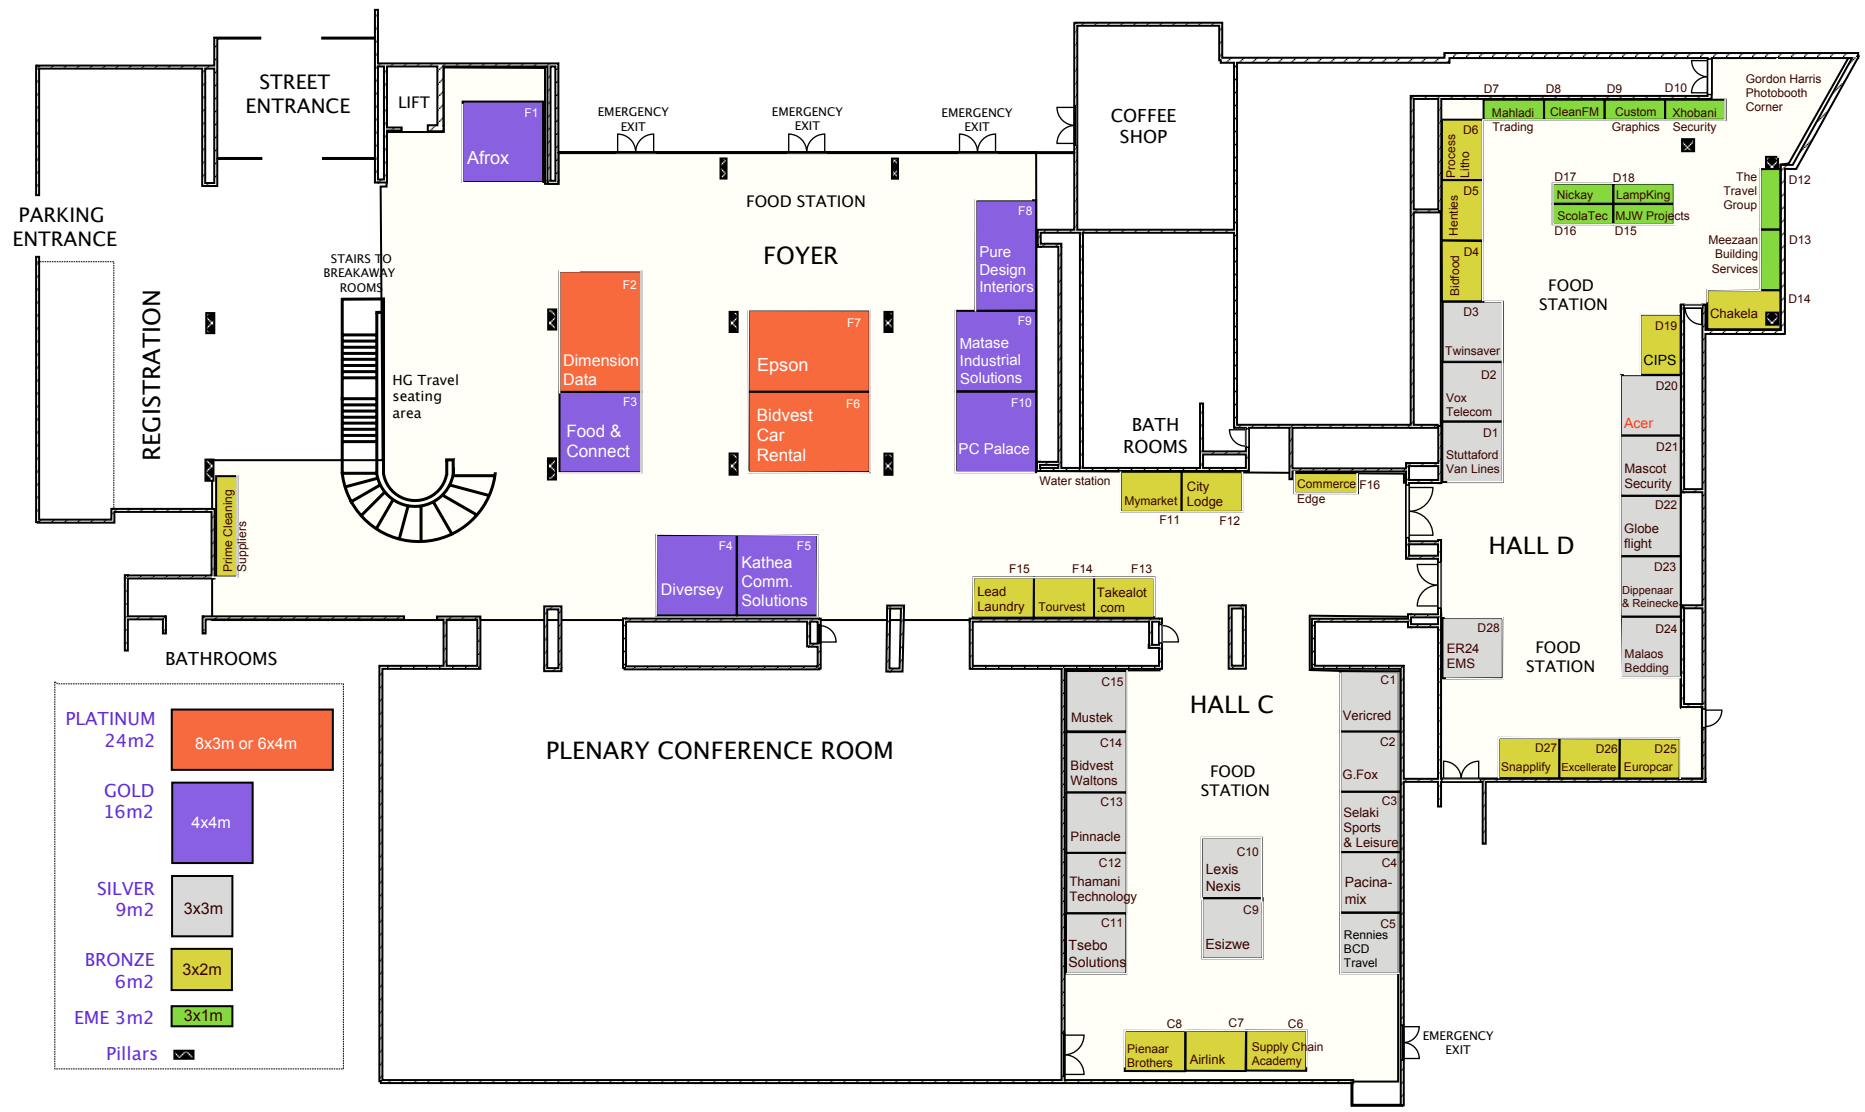 STREET
ENTRANCE
LIFT
F1
Afrox
EMERGENCY
EXIT
EMERGENCY
EXIT
EMERGENCY
EXIT
COFFEE
SHOP
PARKING
ENTRANCE
REGISTRATION
STAIRS TO
BREAKAWAY
ROOMS
HG Travel
seating
area
FOOD STATION
FOYER
F2
Dimension
Data
F3
Food &
Connect
F7
Epson
F6
Bidvest
Car
Rental
F8
Pure
Design
Interiors
F9
Matase
Industrial
Solutions
F10
PC Palace
Water station
BATH
ROOMS
Mymarket
F11
City
Lodge
F12
Commerce
Edge
F16
Prime Cleaning
Suppliers
F4
Diversey
F5
Kathea
Comm.
Solutions
F15
Lead
Laundry
F14
Tourvest
F13
Takealot
.com
BATHROOMS
PLENARY CONFERENCE ROOM
HALL C
FOOD
STATION
C15
Mustek
C14
Bidvest
Waltons
C13
Pinnacle
C12
Thamani
Technology
C11
Tsebo
Solutions
C10
Lexis
Nexis
C9
Esizwe
C1
Vericred
C2
G.Fox
C3
Selaki
Sports
& Leisure
C4
Pacina-
mix
C5
Rennies
BCD
Travel
C8
Pienaar
Brothers
C7
Airlink
C6
Supply Chain
Academy
EMERGENCY
EXIT
D7
Mahladi
Trading
D8
CleanFM
D9
Custom
Graphics
D10
Xhobani
Security
Gordon Harris
Photobooth
Corner
D6
Process
Litho
D5
Henties
D4
Bidfood
D3
Twinsaver
D2
Vox
Telecom
D1
Stuttaford
Van Lines
D17
Nickay
D18
LampKing
ScolaTec
D16
MJW Projects
D15
The
Travel
Group
D12
Meezaan
Building
Services
D13
Chakela
D14
FOOD
STATION
D19
CIPS
D20
Acer
D21
Mascot
Security
D22
Globe
flight
D23
Dippenaar
& Reinecke
D24
Malaos
Bedding
HALL D
FOOD
STATION
D28
ER24
EMS
D27
Snapplify
D26
Excellerate
D25
Europcar
PLATINUM
24m2
8x3m or 6x4m
GOLD
16m2
4x4m
SILVER
9m2
3x3m
BRONZE
6m2
3x2m
EME 3m2
3x1m
Pillars